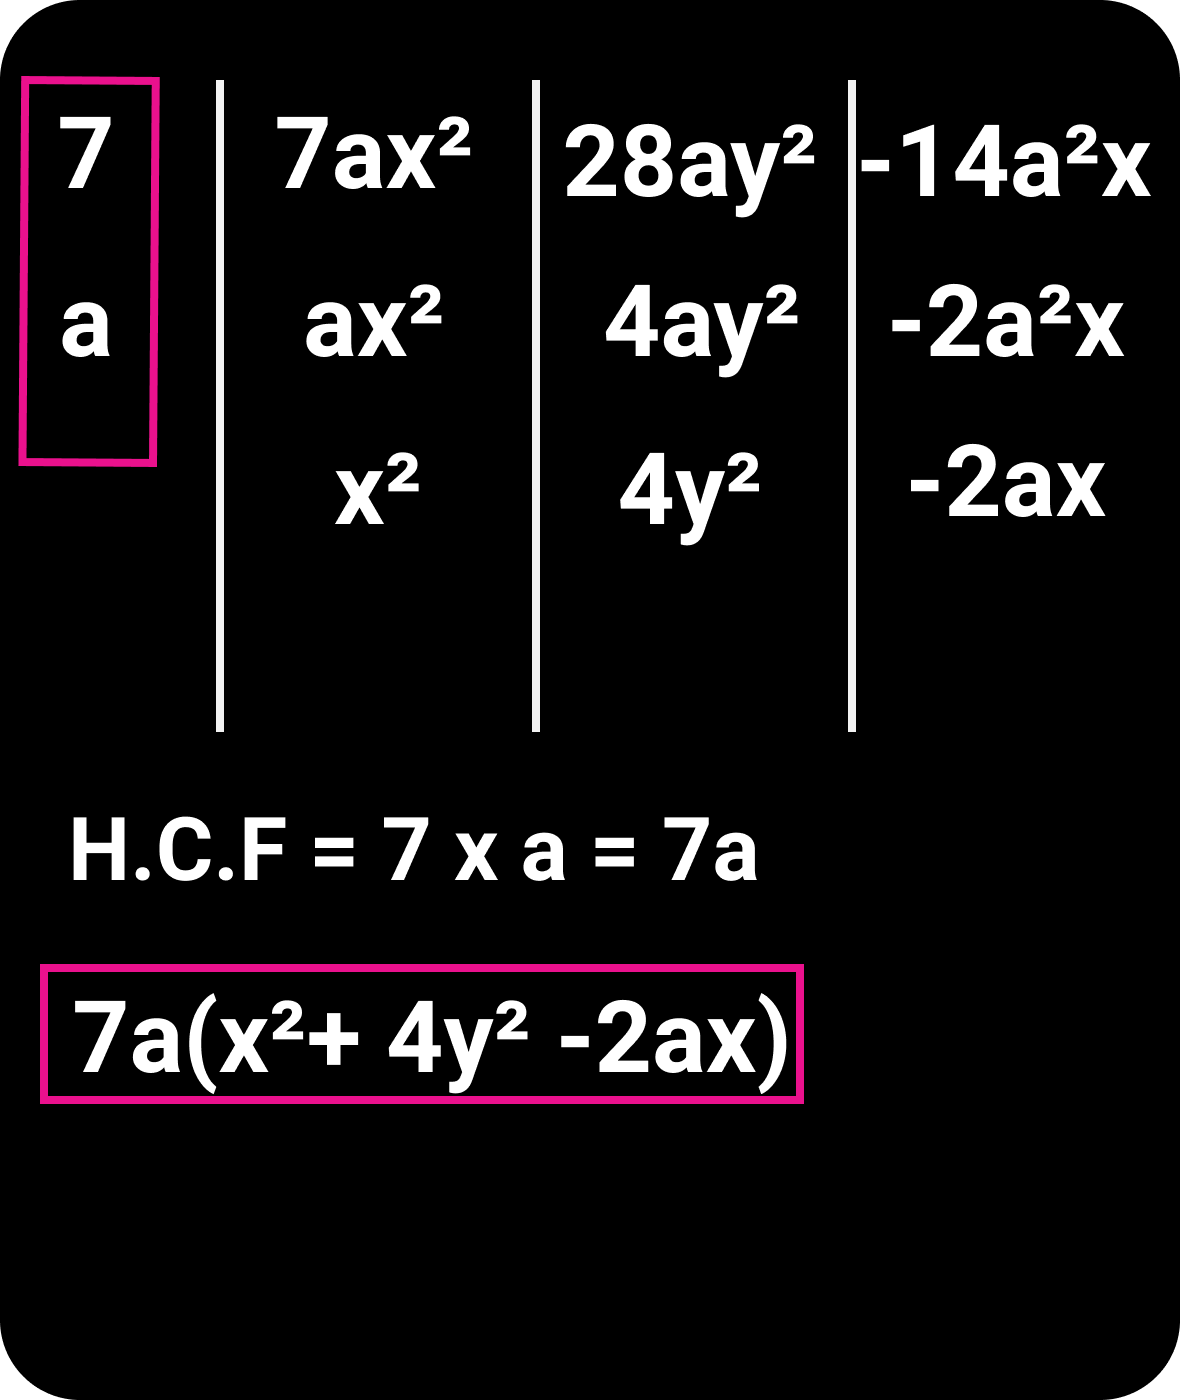 7 7ax² 28ay² -14a²x
a ax² 4ay² -2a²x
x² 4y² -2ax
H.C.F = 7 x a = 7a
7a(x²+ 4y² -2ax)